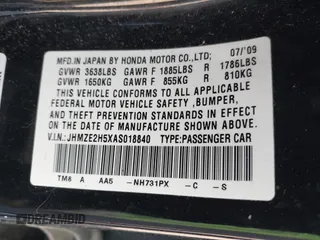 MFD. IN JAPAN BY HONDA MOTOR CO.,LTD; 07/'09
GVWR 3638LBS GAWR F 1885LBS R 1786LBS
GVWR 1650KG GAWR F 855KG R 810KG
THIS VEHICLE CONFORMS TO ALL APPLICABLE
FEDERAL MOTOR VEHICLE SAFETY ,BUMPER,
AND THEFT PREVENTION STANDARDS IN EFFECT
ON THE DATE OF MANUFACTURE SHOWN ABOVE.
V.I.N.: JHMZE2H5XAS018840 TYPE:PASSENGER CAR
TM8 A AA5 -NH731PX -C -S
DREAMBID